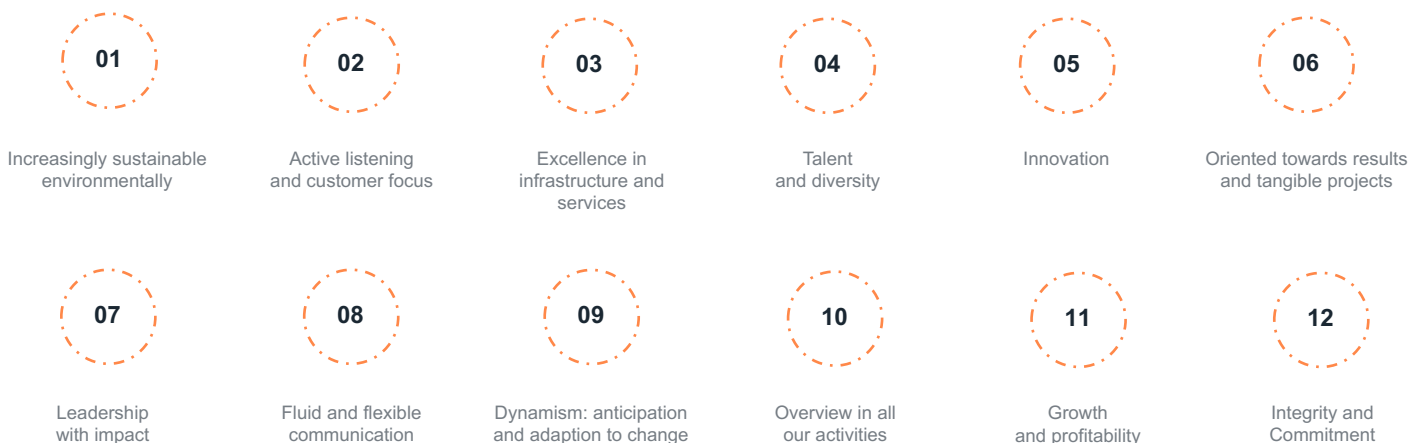 01
02
03
04
05
06
Increasingly sustainable
environmentally
Active listening
and customer focus
Excellence in
infrastructure and
services
Talent
and diversity
Innovation
Oriented towards results
and tangible projects
07
08
09
10
11
12
Leadership
with impact
Fluid and flexible
communication
Dynamism: anticipation
and adaption to change
Overview in all
our activities
Growth
and profitability
Integrity and
Commitment